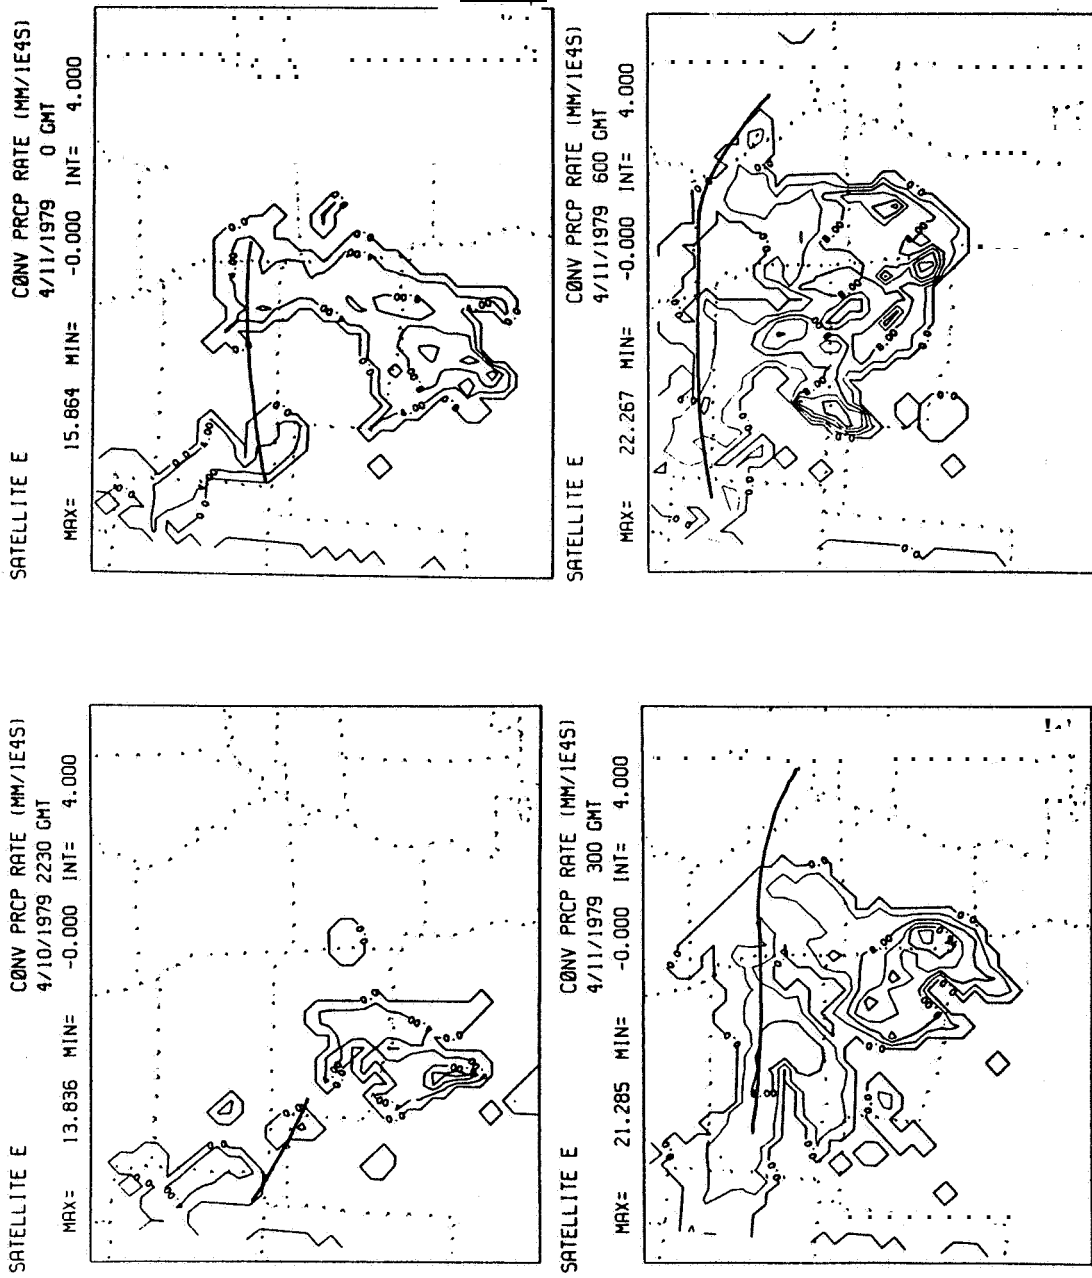 SATELLITE E CØNV PRCP RATE (MM/1E4S)
4/10/1979 2230 GMT
MAX= 13.836 MIN= -0.000 INT= 4.000
SATELLITE E CØNV PRCP RATE (MM/1E4S)
4/11/1979 0 GMT
MAX= 15.864 MIN= -0.000 INT= 4.000
SATELLITE E CØNV PRCP RATE (MM/1E4S)
4/11/1979 300 GMT
MAX= 21.285 MIN= -0.000 INT= 4.000
SATELLITE E CØNV PRCP RATE (MM/1E4S)
4/11/1979 600 GMT
MAX= 22.267 MIN= -0.000 INT= 4.000